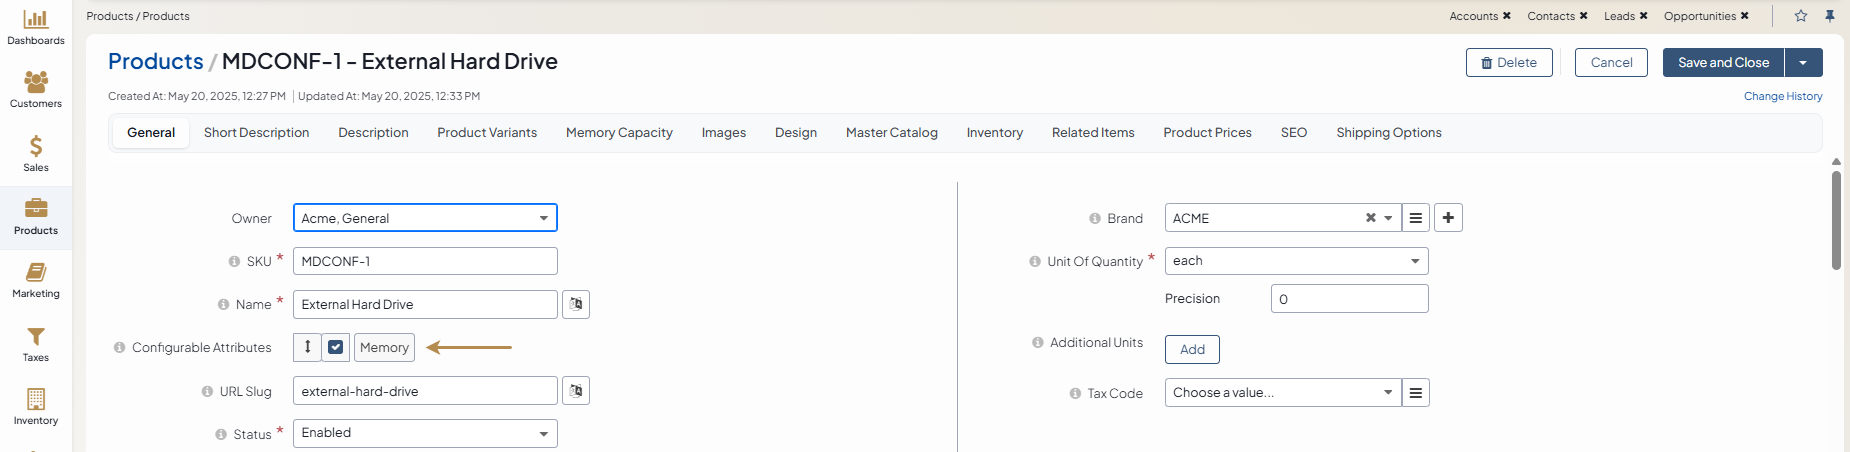 Dashboards
Customers
Sales
Products
Marketing
Taxes
Inventory
Products / Products
Accounts ✖ Contacts ✖ Leads ✖ Opportunities ✖
Products / MDCONF-1 - External Hard Drive
Delete
Cancel
Save and Close
Created At: May 20, 2025, 12:27 PM | Updated At: May 20, 2025, 12:33 PM
Change History
General Short Description Description Product Variants Memory Capacity Images Design Master Catalog Inventory Related Items Product Prices SEO Shipping Options
Owner Acme, General
SKU * MDCONF-1
Name * External Hard Drive
Configurable Attributes Memory
URL Slug external-hard-drive
Status * Enabled
Brand ACME
Unit Of Quantity * each
Precision 0
Additional Units Add
Tax Code Choose a value...